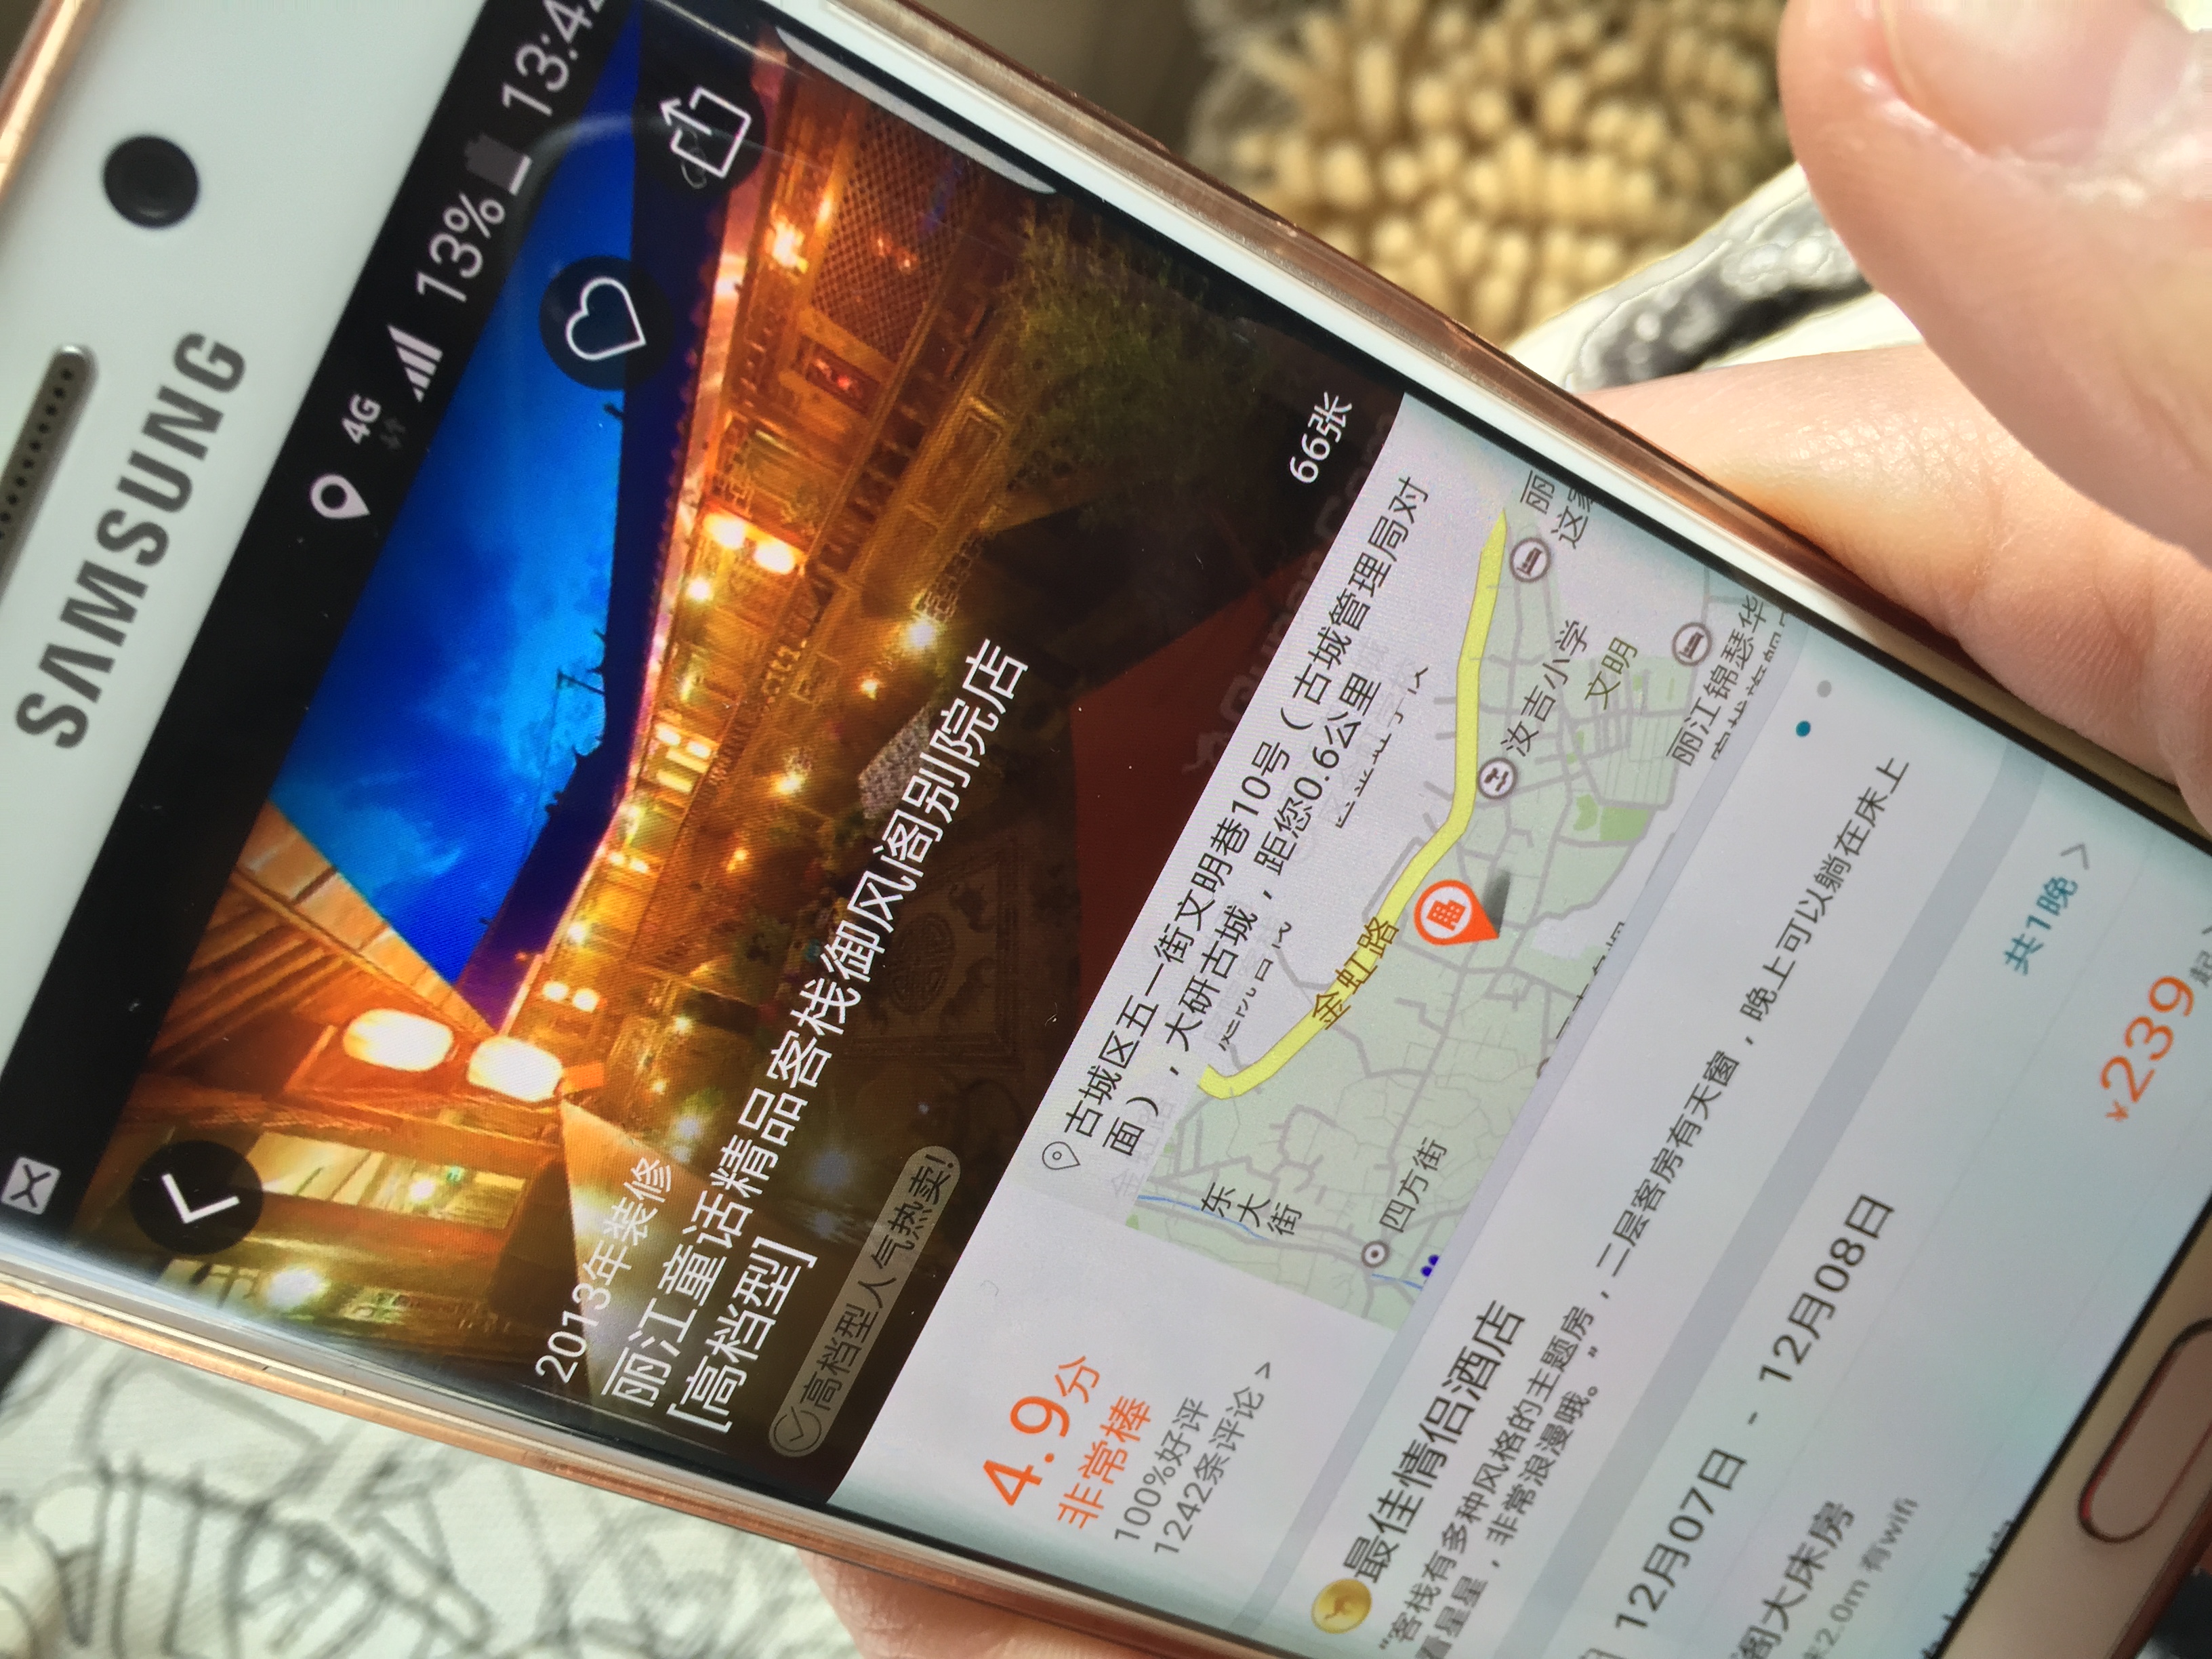 SAMSUNG
4G
13%
2013年装修
丽江童话精品客栈御风阁别院店
[高档型]
高档型人气热卖!
66张
4.9分
非常棒
100%好评
1242条评论 >
古城区五一街文明巷10号（古城管理局对
面），大研古城，距您0.6公里
东大街
金虹路
四方街
汝吉小学
文明
丽江锦瑟华
最佳情侣酒店
“客栈有多种风格的主题房，二层客房有天窗，晚上可以躺在床上
看星星，非常浪漫哦。”
12月07日 - 12月08日
共1晚 >
阁大床房
2.0m 有wifi
¥239起